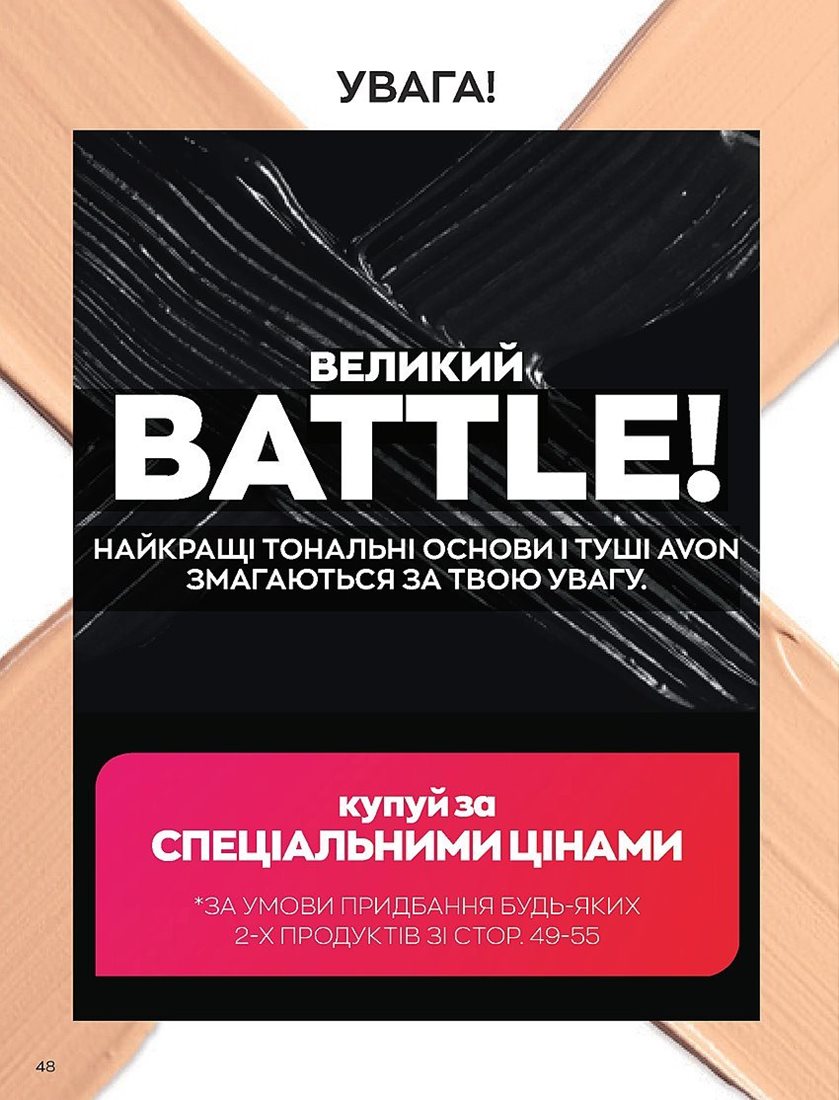 УВАГА!
ВЕЛИКИЙ
BATTLE!
НАЙКРАЩІ ТОНАЛЬНІ ОСНОВИ І ТУШІ AVON
ЗМАГАЮТЬСЯ ЗА ТВОЮ УВАГУ.
купуй за
СПЕЦІАЛЬНИМИ ЦІНАМИ
*ЗА УМОВИ ПРИДБАННЯ БУДЬ-ЯКИХ
2-Х ПРОДУКТІВ ЗІ СТОР. 49-55
48